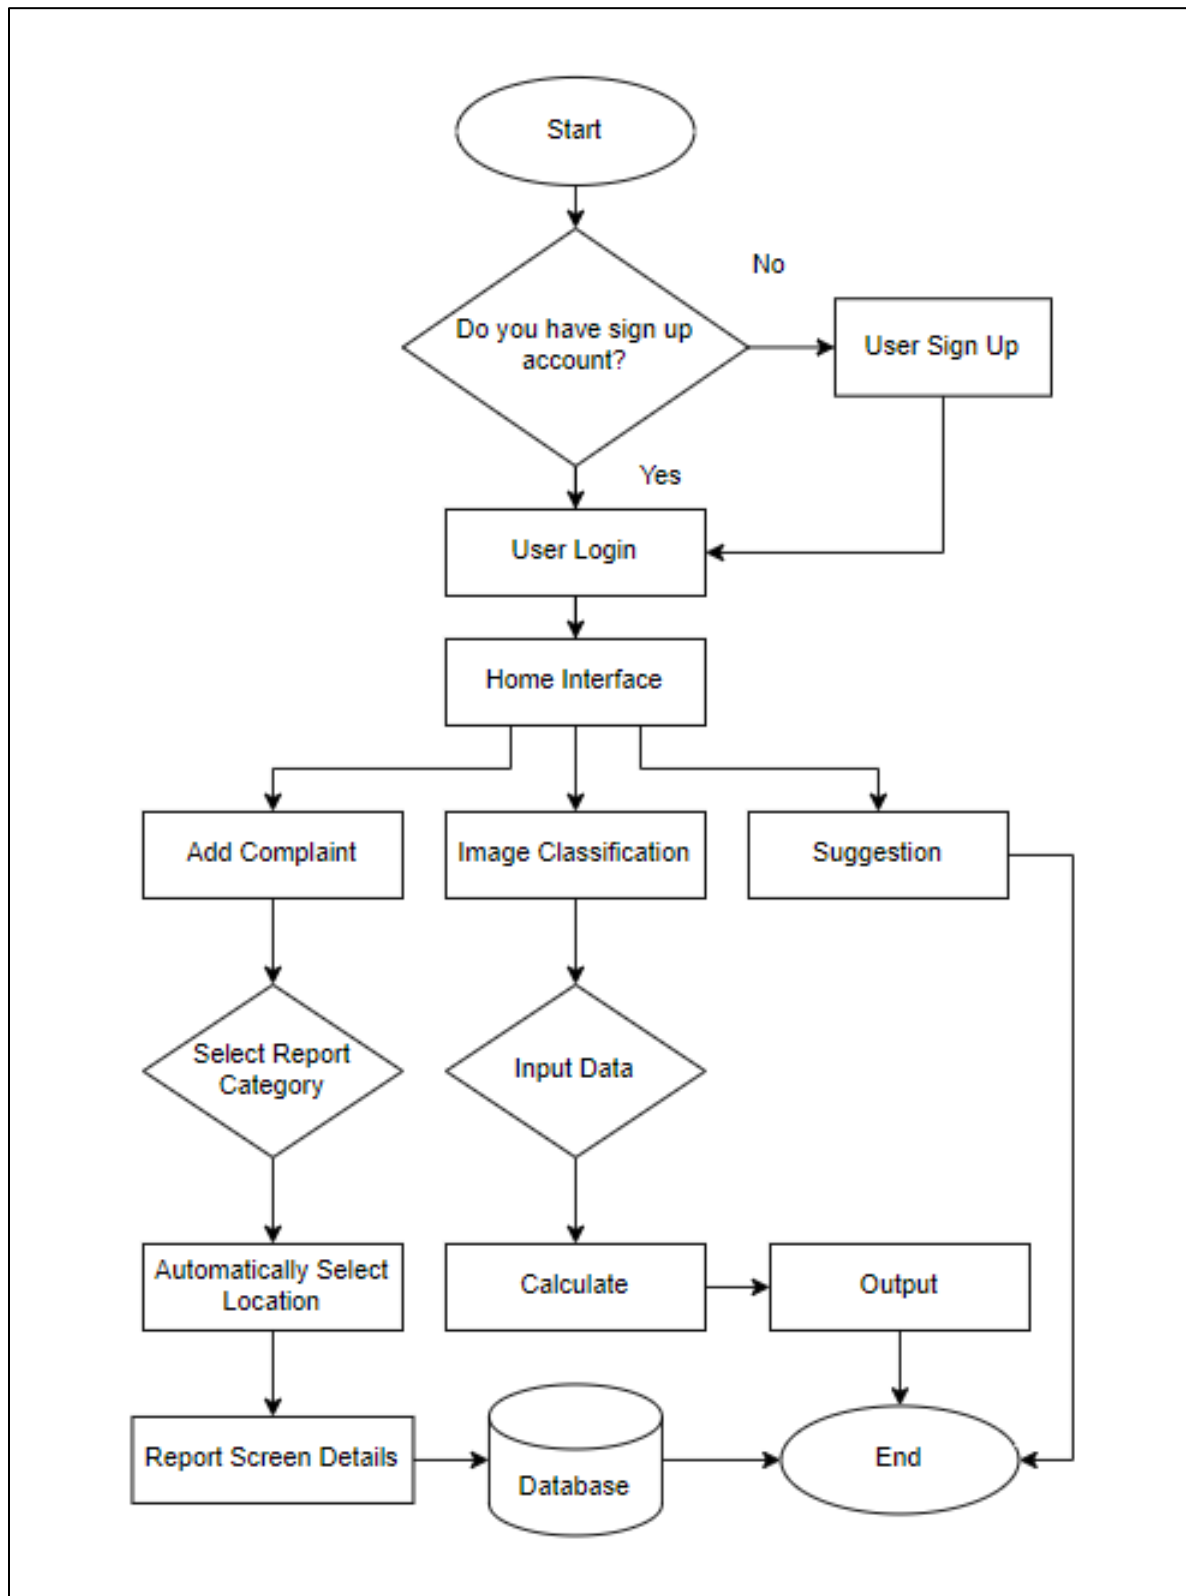 Start
No
Do you have sign up
account?
User Sign Up
Yes
User Login
Home Interface
Add Complaint
Image Classification
Suggestion
Select Report
Category
Input Data
Automatically Select
Location
Calculate
Output
Report Screen Details
Database
End